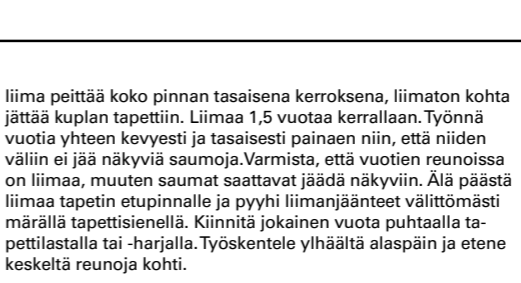 liima peittää koko pinnan tasaisena kerroksena, liimaton kohta
jättää kuplan tapettiin. Liimaa 1,5 vuotaa kerrallaan. Työnnä
vuotia yhteen kevyesti ja tasaisesti painaen niin, että niiden
väliin ei jää näkyviä saumoja.Varmista, että vuotien reunoissa
on liimaa, muuten saumat saattavat jäädä näkyviin. Älä päästä
liimaa tapetin etupinnalle ja pyyhi liimanjäänteet välittömästi
märällä tapettisienellä. Kiinnitä jokainen vuota puhtaalla ta-
pettilastalla tai -harjalla. Työskentele ylhäältä alaspäin ja etene
keskeltä reunoja kohti.